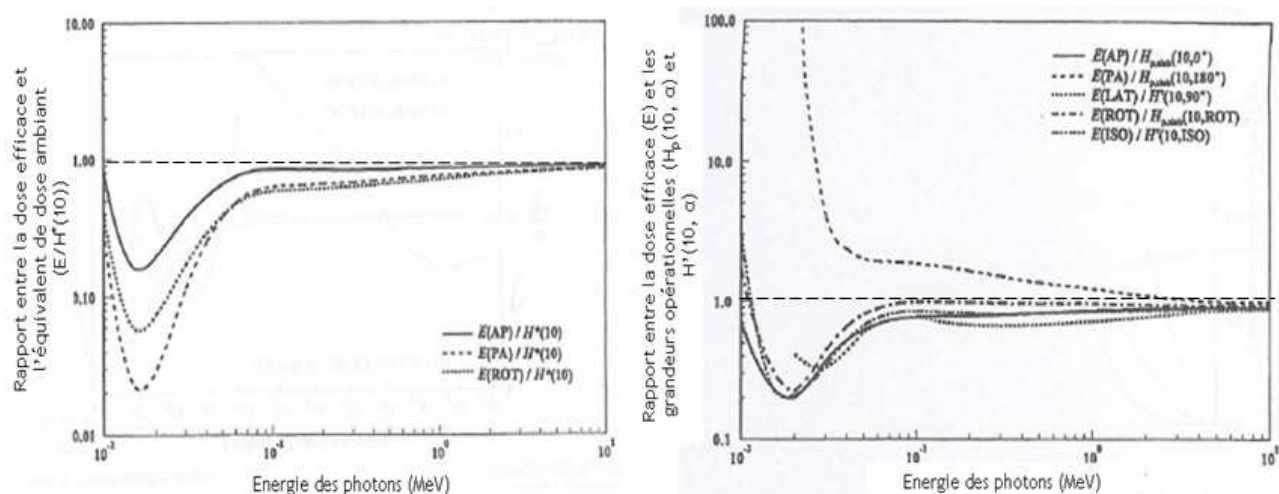 Rapport entre la dose efficace et
l'équivalent de dose ambiant
(E/H*(10))
10.00
1.00
0.10
0.01
E(AP) / H*(10)
E(PA) / H*(10)
E(ROT) / H*(10)
10⁻³
10⁻⁴
10⁰
10¹
Energie des photons (MeV)
Rapport entre la dose efficace (E) et les
grandeurs opérationnelles (Hp(10, α) et
H'(10, α)
100.0
10.0
1.0
0.1
E(AP) / Hp,slab(10,0°)
E(PA) / Hp,slab(10,180°)
E(LAT) / H'(10,90°)
E(ROT) / Hp,slab(10,ROT)
E(ISO) / H'(10,ISO)
10⁻¹
10⁰
10¹
Energie des photons (MeV)